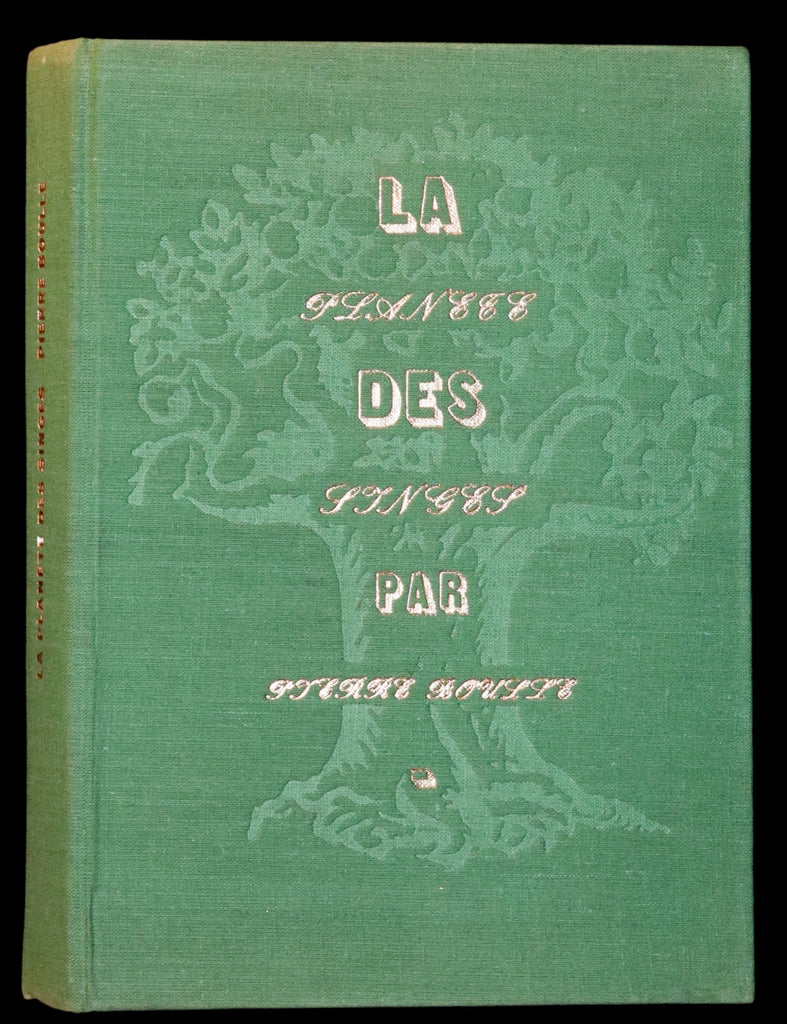 LA
PLANETE
DES
SINGES
PAR
PIERRE BOULLE
LA PLANETE DES SINGES PIERRE BOULLE